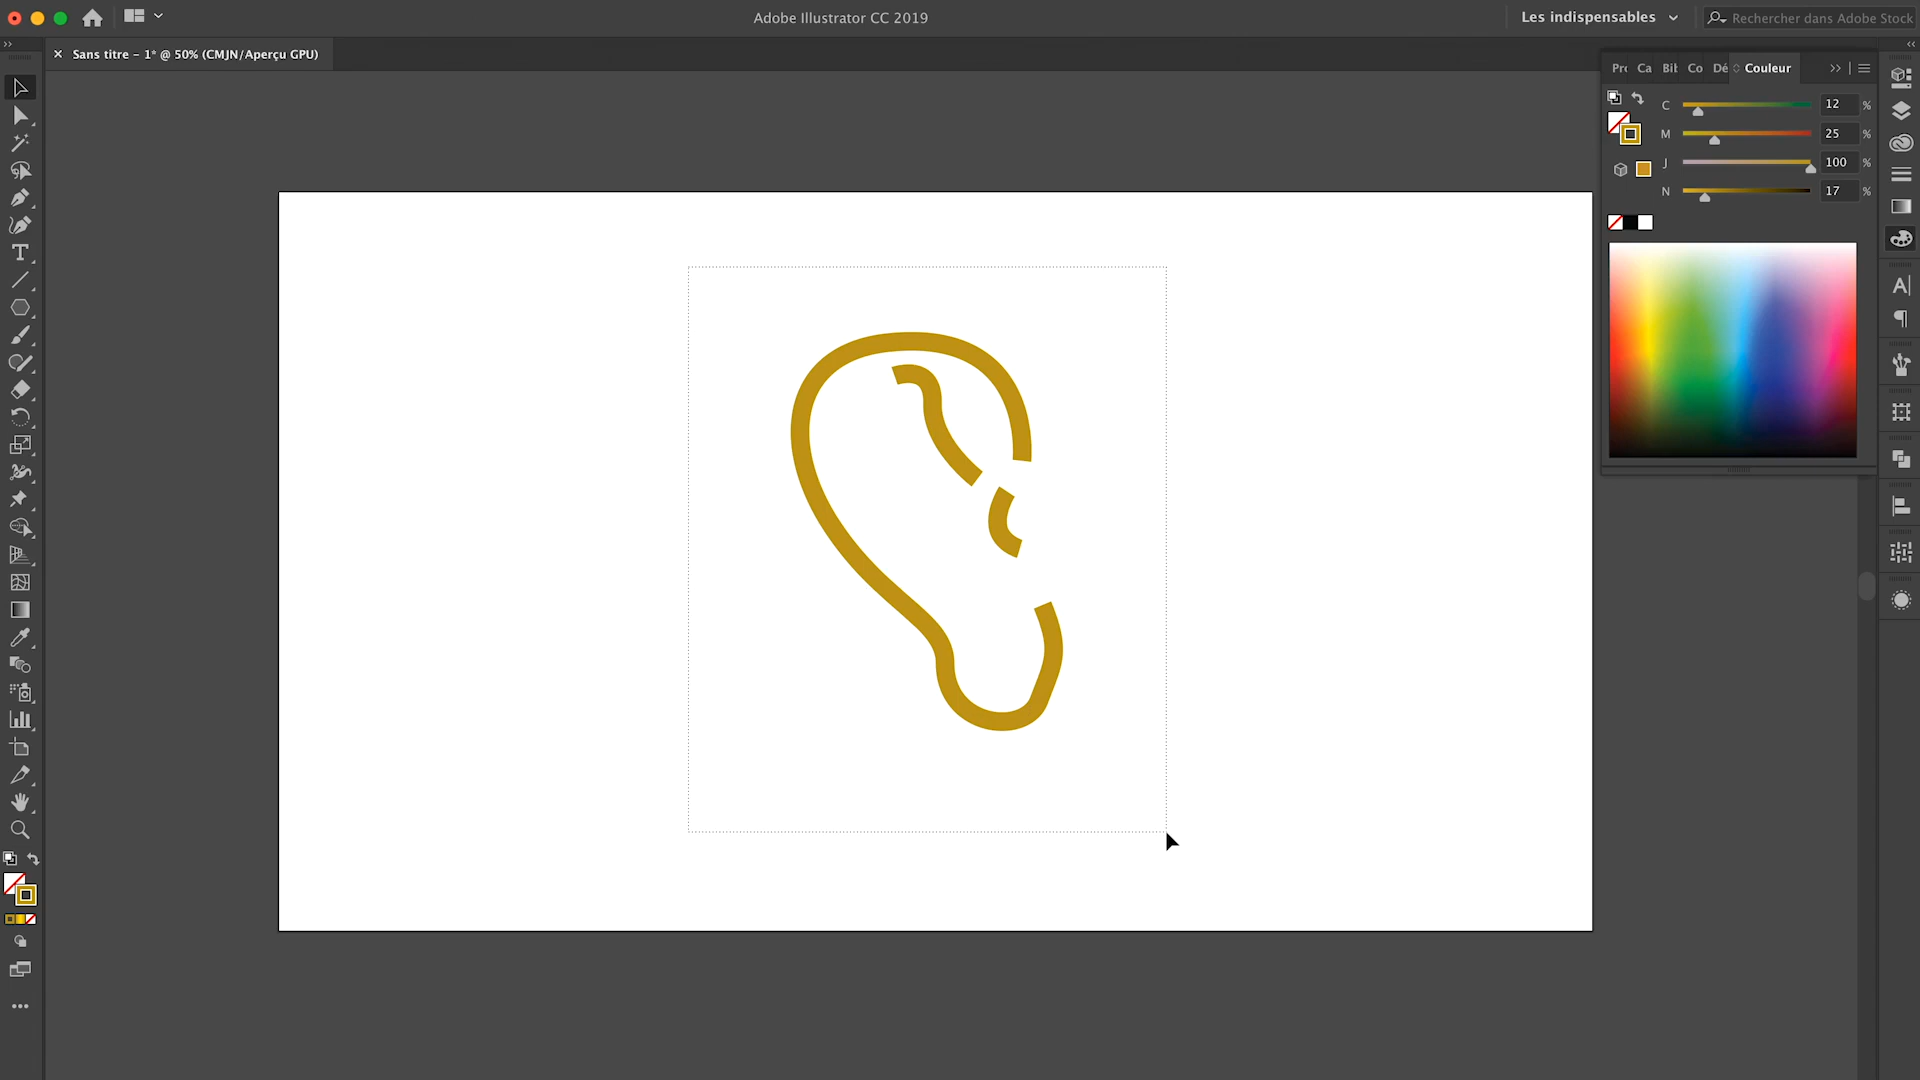 Adobe Illustrator CC 2019
Les indispensables
Rechercher dans Adobe Stock
Sans titre - 1* @ 50% (CMJN/Aperçu GPU)
Pr Ca Bib Co Dé Couleur
C 12 %
M 25 %
J 100 %
N 17 %